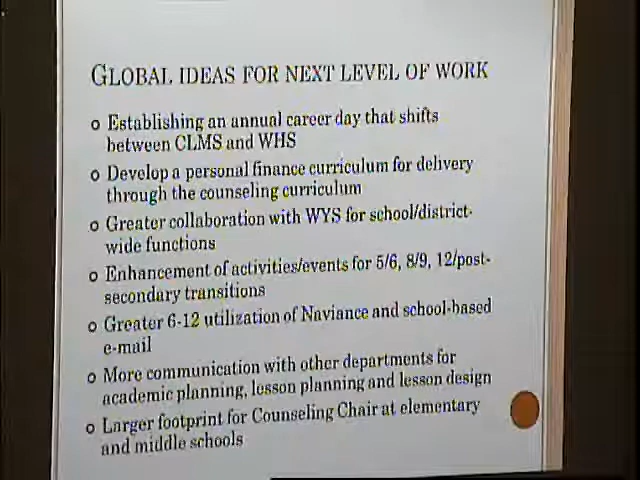 GLOBAL IDEAS FOR NEXT LEVEL OF WORK
o Establishing an annual career day that shifts
between CLMS and WHS
o Develop a personal finance curriculum for delivery
through the counseling curriculum
o Greater collaboration with WYS for school/district-
wide functions
o Enhancement of activities/events for 5/6, 8/9, 12/post-
secondary transitions
o Greater 6-12 utilization of Naviance and school-based
e-mail
o More communication with other departments for
academic planning, lesson planning and lesson design
o Larger footprint for Counseling Chair at elementary
and middle schools